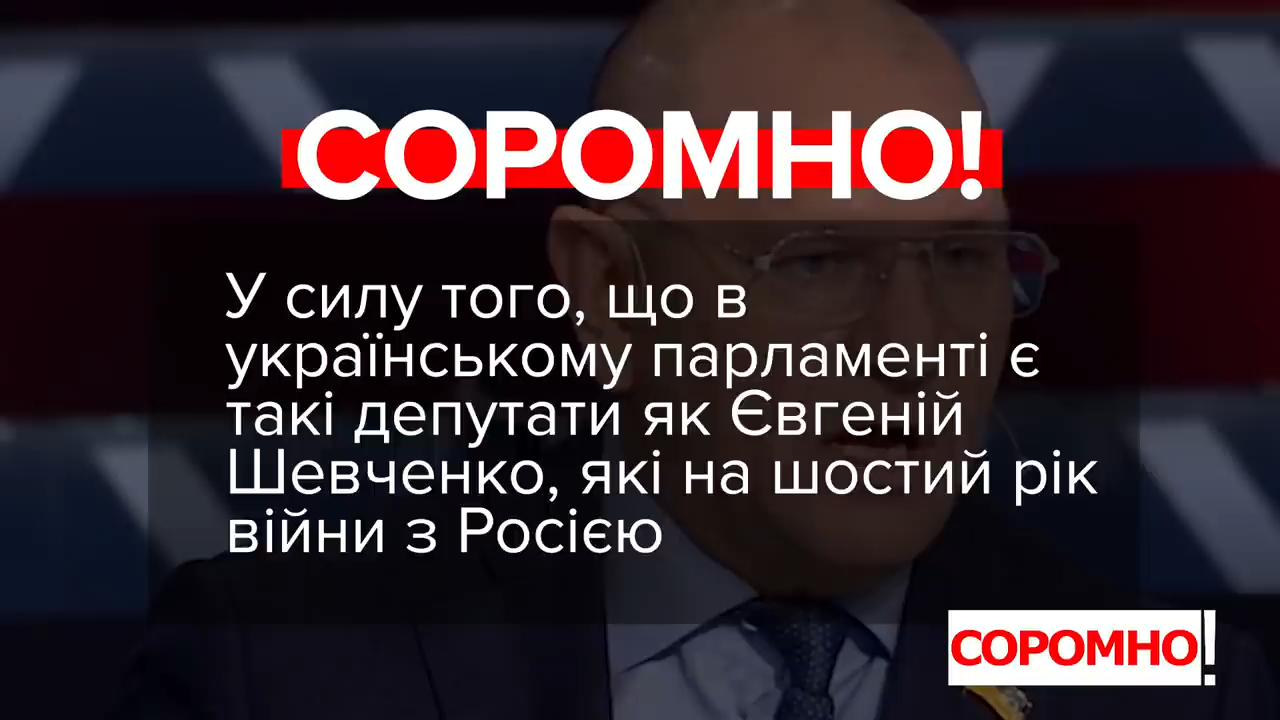 СОРОМНО!
У силу того, що в
українському парламенті є
такі депутати як Євгеній
Шевченко, які на шостий рік
війни з Росією
СОРОМНО!